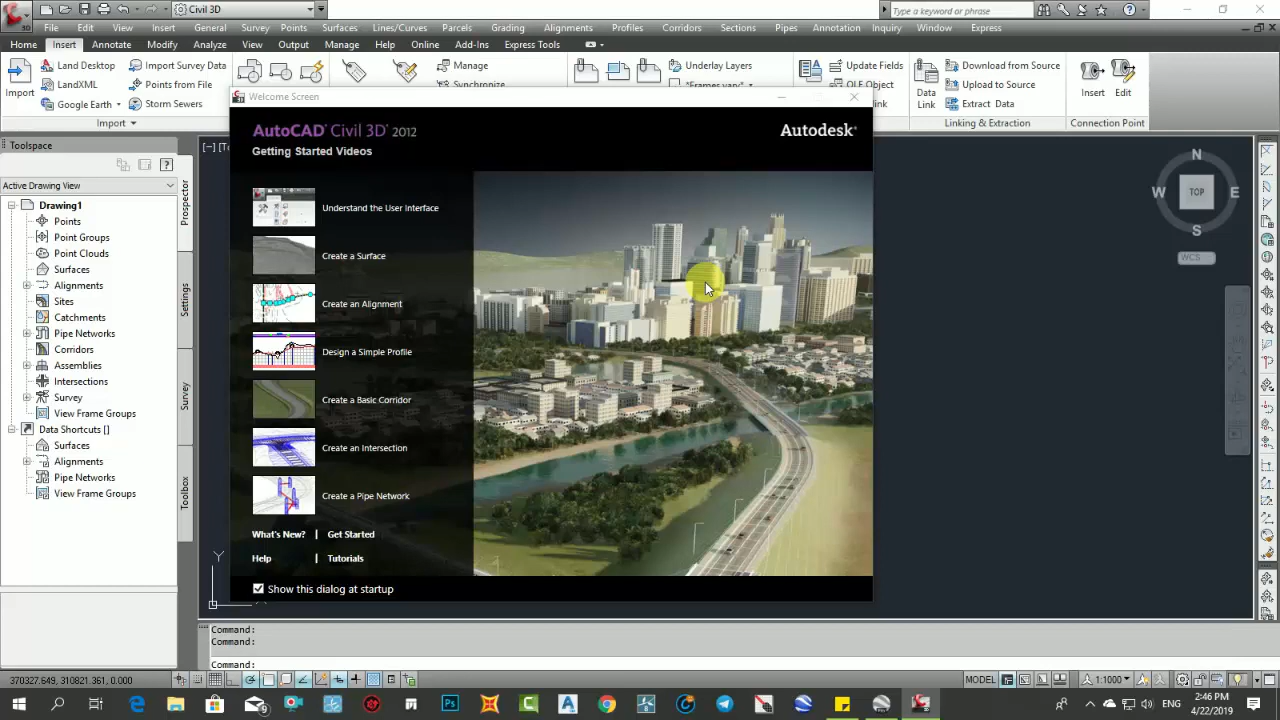 Civil 3D
Type a keyword or phrase
File Edit View Insert General Survey Points Surfaces Lines/Curves Parcels Grading Alignments Profiles Corridors Sections Pipes Annotation Inquiry Window Express
Home Insert Annotate Modify Analyze View Output Manage Help Online Add-Ins Express Tools
Import
Land Desktop
LandXML
Google Earth
Import Survey Data
Points from File
Storm Sewers
Import
Manage
Synchronize
Underlay Layers
*Frames vary*
Update Fields
OLE Object
Data
Link
Download from Source
Upload to Source
Extract Data
Linking & Extraction
Insert Edit
Connection Point
Toolspace
Active Drawing View
Drawing1
Points
Point Groups
Point Clouds
Surfaces
Alignments
Sites
Catchments
Pipe Networks
Corridors
Assemblies
Intersections
Survey
View Frame Groups
Data Shortcuts []
Surfaces
Alignments
Pipe Networks
View Frame Groups
Prospector
Settings
Survey
Toolbox
Welcome Screen
AutoCAD® Civil 3D® 2012
Autodesk®
Getting Started Videos
Understand the User Interface
Create a Surface
Create an Alignment
Design a Simple Profile
Create a Basic Corridor
Create an Intersection
Create a Pipe Network
What's New? | Get Started
Help | Tutorials
Show this dialog at startup
N
W TOP E
S
WCS
Y
Command:
Command:
Command:
370327.649, 310821.361, 0.000
MODEL
1:1000
ENG
2:46 PM
4/22/2019